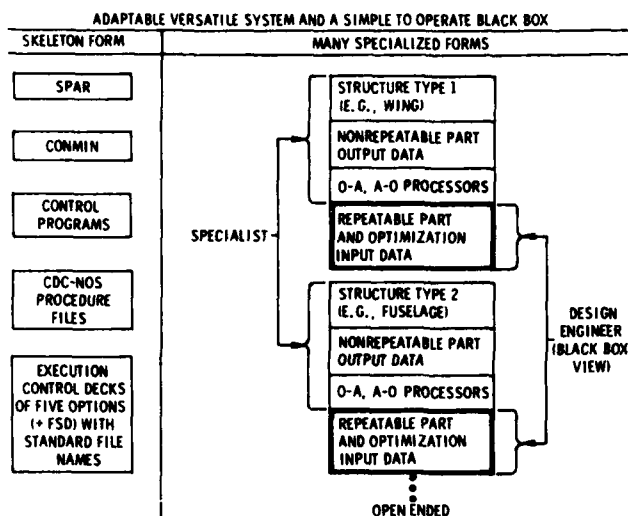 ADAPTABLE VERSATILE SYSTEM AND A SIMPLE TO OPERATE BLACK BOX
SKELETON FORM
MANY SPECIALIZED FORMS
SPAR
CONMIN
CONTROL
PROGRAMS
CDC-NOS
PROCEDURE
FILES
EXECUTION
CONTROL DECKS
OF FIVE OPTIONS
(+ FSD) WITH
STANDARD FILE
NAMES
SPECIALIST
STRUCTURE TYPE 1
(E.G., WING)
NONREPEATABLE PART
OUTPUT DATA
O-A, A-O PROCESSORS
REPEATABLE PART
AND OPTIMIZATION
INPUT DATA
STRUCTURE TYPE 2
(E.G., FUSELAGE)
NONREPEATABLE PART
OUTPUT DATA
O-A, A-O PROCESSORS
REPEATABLE PART
AND OPTIMIZATION
INPUT DATA
OPEN ENDED
DESIGN
ENGINEER
(BLACK BOX
VIEW)